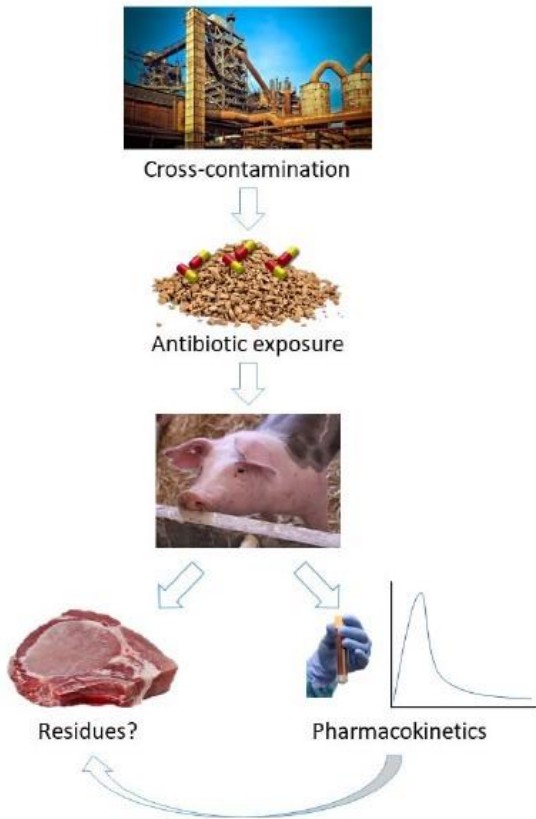 Cross-contamination
Antibiotic exposure
Residues?
Pharmacokinetics